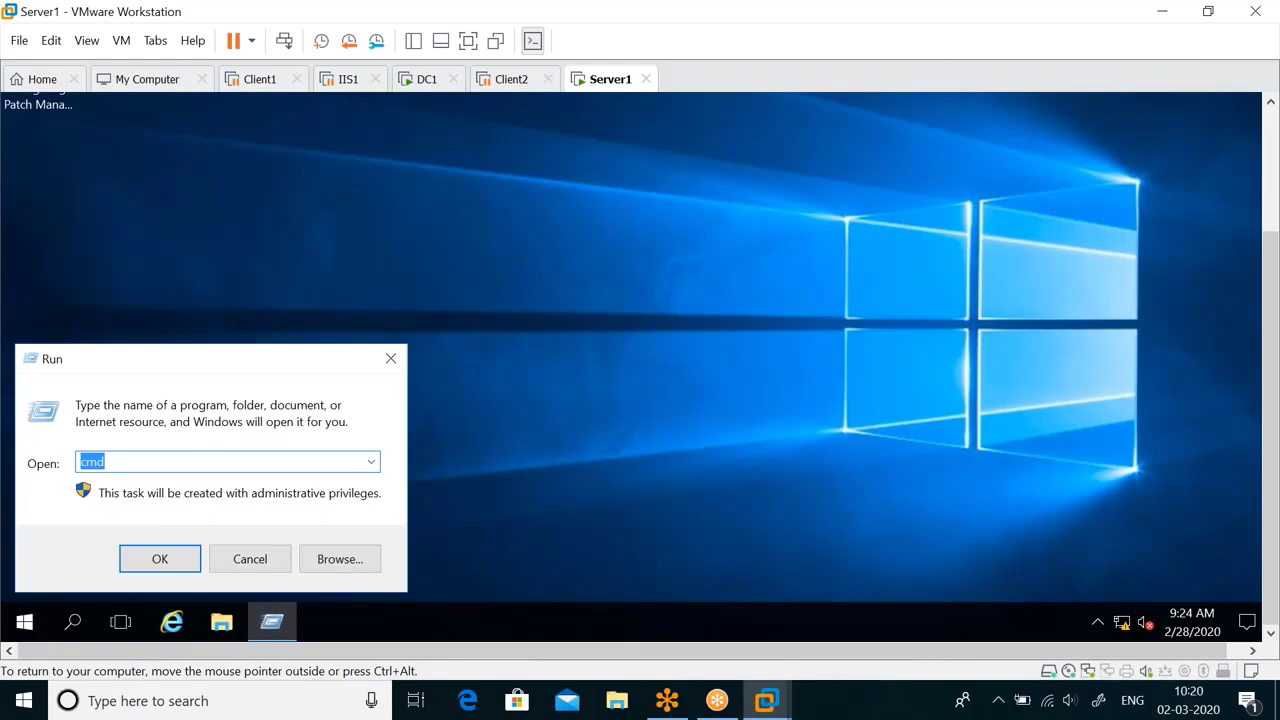 Server1 - VMware Workstation
File Edit View VM Tabs Help
Home My Computer Client1 IIS1 DC1 Client2 Server1
Patch Mana...
Run
Type the name of a program, folder, document, or
Internet resource, and Windows will open it for you.
Open: cmd
This task will be created with administrative privileges.
OK Cancel Browse...
9:24 AM
2/28/2020
To return to your computer, move the mouse pointer outside or press Ctrl+Alt.
Type here to search
ENG
10:20
02-03-2020
1